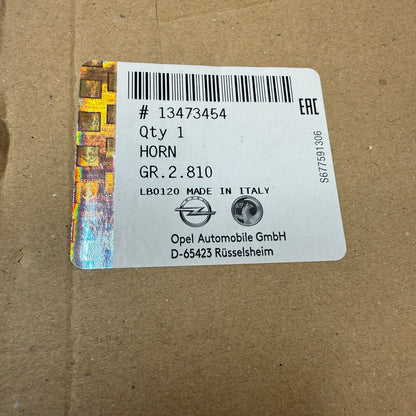 # 13473454
Qty 1
HORN
GR.2.810
LB0120 MADE IN ITALY
Opel Automobile GmbH
D-65423 Rüsselsheim
EAC
S677591306